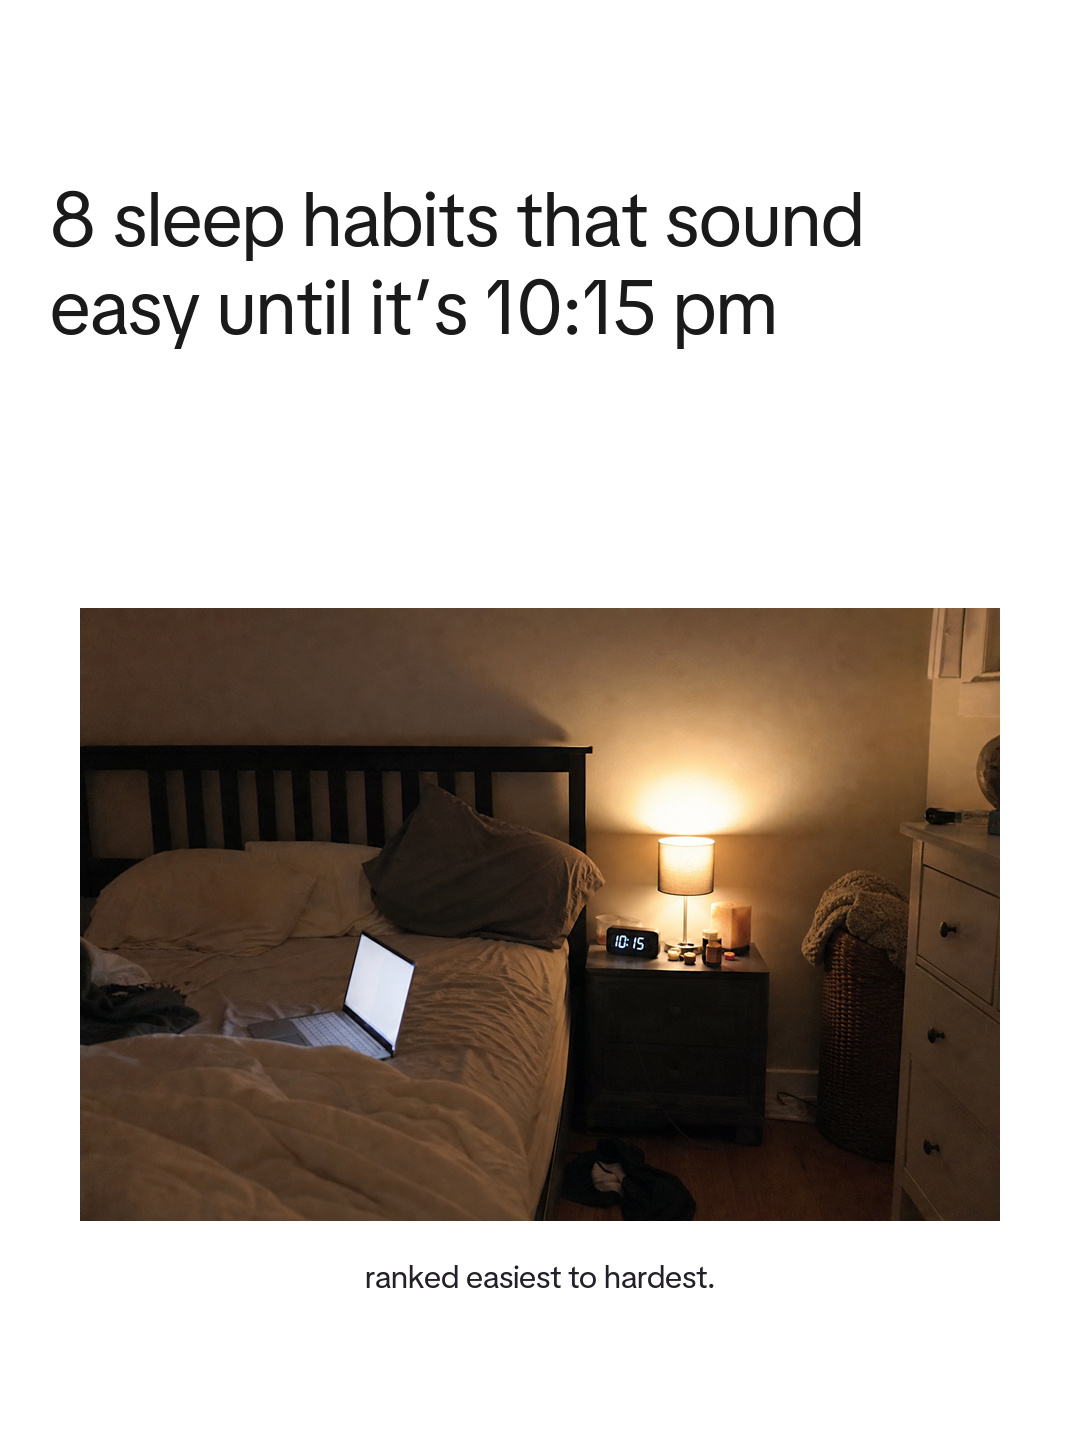 8 sleep habits that sound
easy until it’s 10:15 pm
10:15
ranked easiest to hardest.